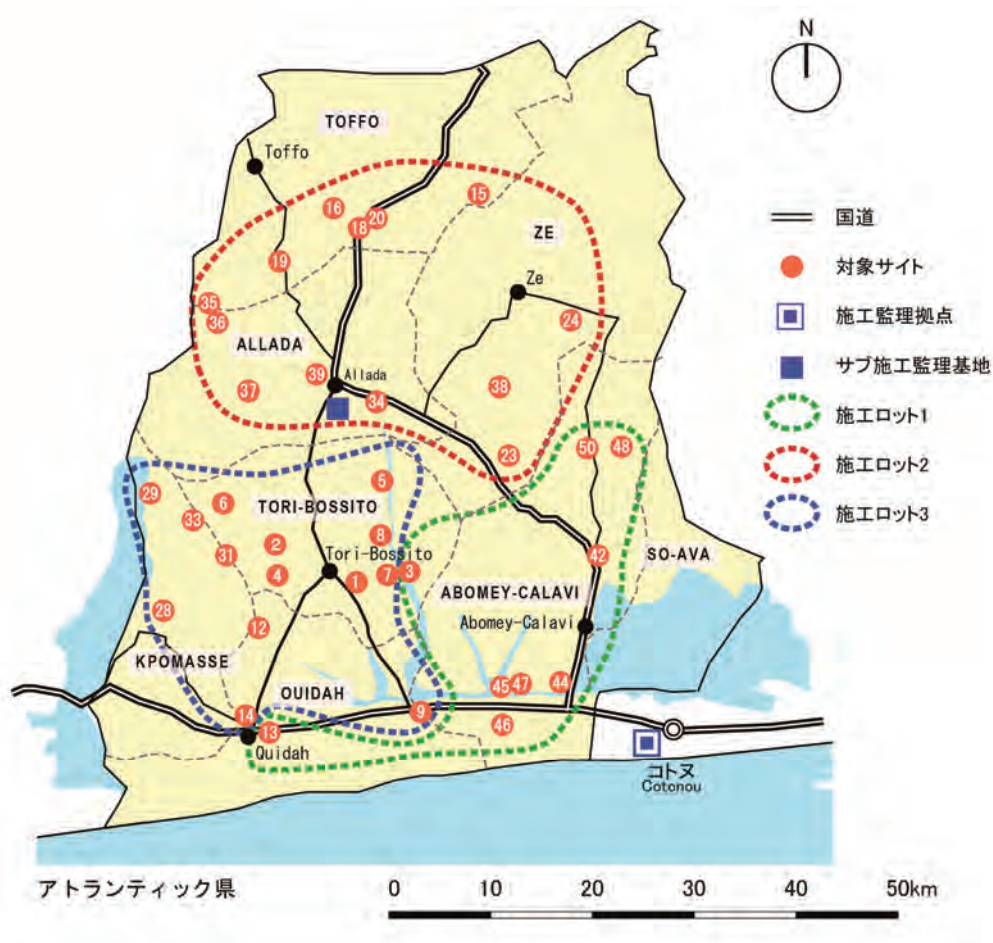 N
TOFFO
Toffo
15
16
20
18
ZE
19
Ze
35
36
24
ALLADA
39
Allada
38
37
34
23
50
48
29
6
5
TORI-BOSSITO
33
2
8
31
Tori-Bossito
42
SO-AVA
4
1
7
3
ABOMEY-CALAVI
28
12
Abomey-Calavi
KPOMASSE
OUIDAH
45
47
44
14
13
9
46
Quidah
コトヌ
Cotonou
国道
対象サイト
施工監理拠点
サブ施工監理基地
施工ロット1
施工ロット2
施工ロット3
アトランティック県
0 10 20 30 40 50km